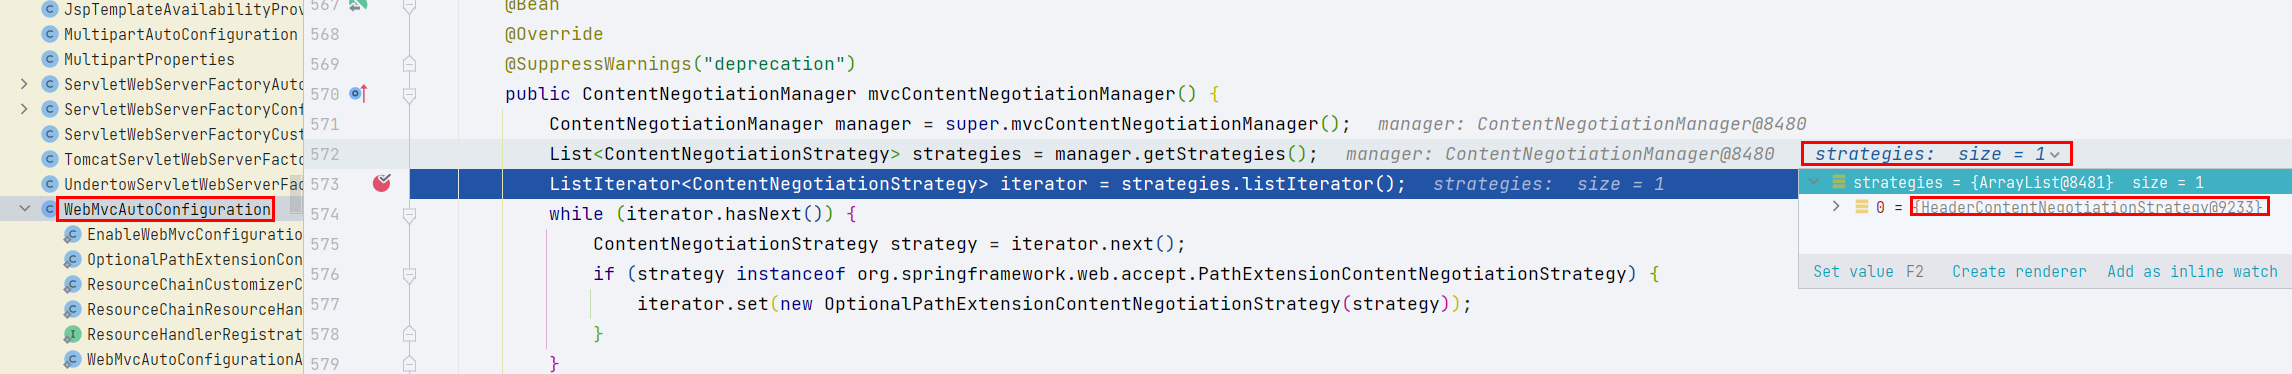 JspTemplateAvailabilityProv
MultipartAutoConfiguration
MultipartProperties
ServletWebServerFactoryAuto
ServletWebServerFactoryConf
ServletWebServerFactoryCust
TomcatServletWebServerFacto
UndertowServletWebServerFac
WebMvcAutoConfiguration
EnableWebMvcConfiguratio
OptionalPathExtensionCon
ResourceChainCustomizerC
ResourceChainResourceHan
ResourceHandlerRegistrat
WebMvcAutoConfigurationA
567 @Bean
568 @Override
569 @SuppressWarnings("deprecation")
570 public ContentNegotiationManager mvcContentNegotiationManager() {
571 ContentNegotiationManager manager = super.mvcContentNegotiationManager(); manager: ContentNegotiationManager@8480
572 List<ContentNegotiationStrategy> strategies = manager.getStrategies(); manager: ContentNegotiationManager@8480 strategies: size = 1
573 ListIterator<ContentNegotiationStrategy> iterator = strategies.listIterator(); strategies: size = 1
574 while (iterator.hasNext()) {
575 ContentNegotiationStrategy strategy = iterator.next();
576 if (strategy instanceof org.springframework.web.accept.PathExtensionContentNegotiationStrategy) {
577 iterator.set(new OptionalPathExtensionContentNegotiationStrategy(strategy));
578 }
579 }
strategies = {ArrayList@8481} size = 1
0 = {HeaderContentNegotiationStrategy@9233}
Set value F2 Create renderer Add as inline watch